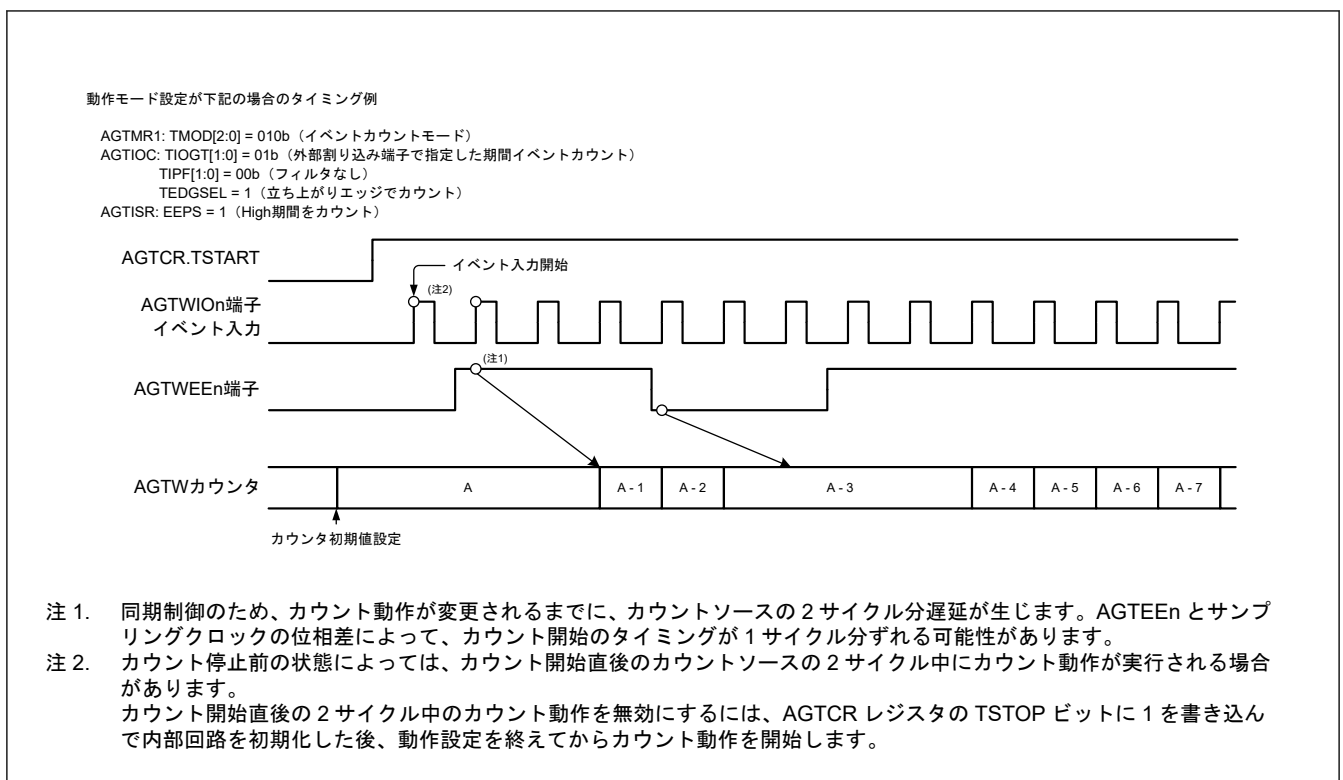 動作モード設定が下記の場合のタイミング例
AGTMR1: TMOD[2:0] = 010b（イベントカウントモード）
AGTIOC: TIOGT[1:0] = 01b（外部割り込み端子で指定した期間イベントカウント）
TIPF[1:0] = 00b（フィルタなし）
TEDGSEL = 1（立ち上がりエッジでカウント）
AGTISR: EEPS = 1（High期間をカウント）
AGTCR.TSTART
イベント入力開始
(注2)
AGTWIOn端子
イベント入力
(注1)
AGTWEEn端子
AGTWカウンタ
A
A - 1
A - 2
A - 3
A - 4
A - 5
A - 6
A - 7
カウンタ初期値設定
注 1. 同期制御のため、カウント動作が変更されるまでに、カウントソースの 2 サイクル分遅延が生じます。AGTEEn とサンプ
リングクロックの位相差によって、カウント開始のタイミングが 1 サイクル分ずれる可能性があります。
注 2. カウント停止前の状態によっては、カウント開始直後のカウントソースの 2 サイクル中にカウント動作が実行される場合
があります。
カウント開始直後の 2 サイクル中のカウント動作を無効にするには、AGTCR レジスタの TSTOP ビットに 1 を書き込ん
で内部回路を初期化した後、動作設定を終えてからカウント動作を開始します。